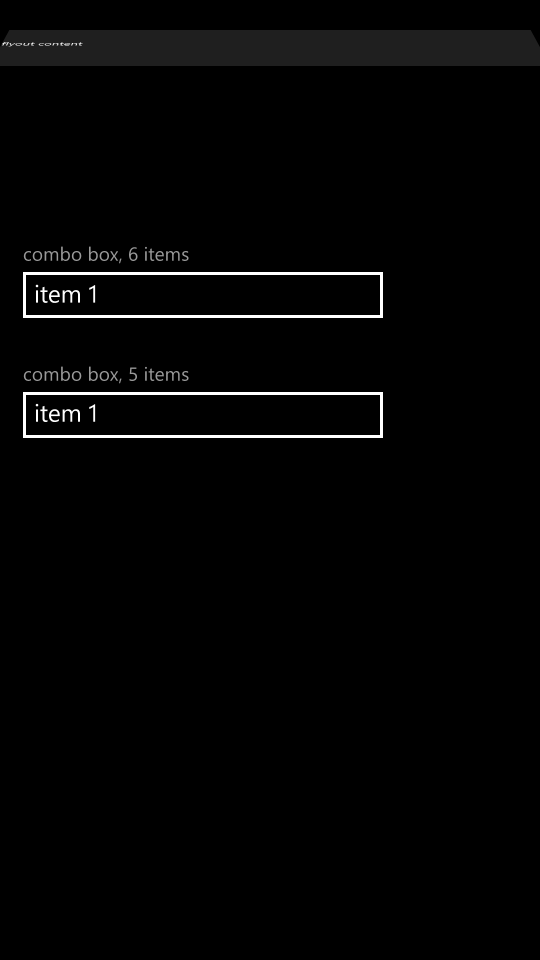 flyout content
combo box, 6 items
item 1
combo box, 5 items
item 1